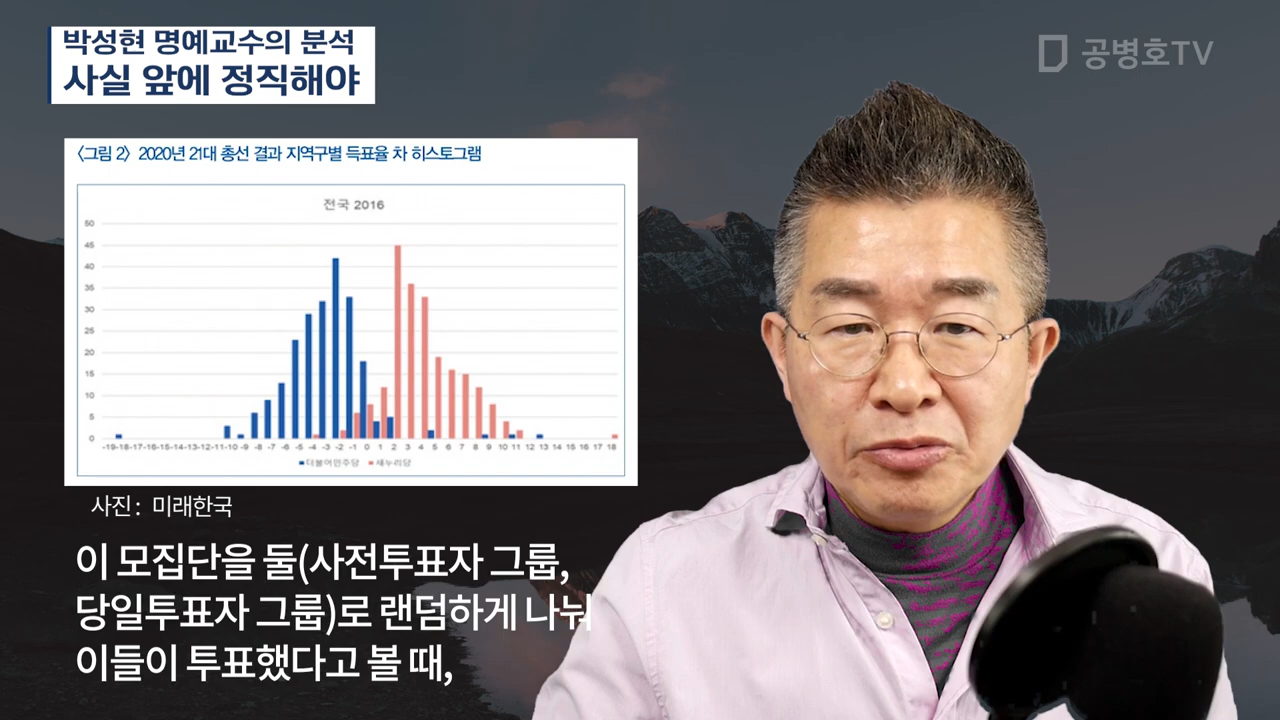 박성현 명예교수의 분석
사실 앞에 정직해야
공병호TV
<그림 2> 2020년 21대 총선 결과 지역구별 득표율 차 히스토그램
전국 2016
50
45
40
35
30
25
20
15
10
5
0
-19-18-17-16-15-14-13-12-11-10 -9 -8 -7 -6 -5 -4 -3 -2 -1 0 1 2 3 4 5 6 7 8 9 10 11 12 13 14 15 16 17 18
더불어민주당 새누리당
사진 : 미래한국
이 모집단을 둘(사전투표자 그룹,
당일투표자 그룹)로 랜덤하게 나눠
이들이 투표했다고 볼 때,